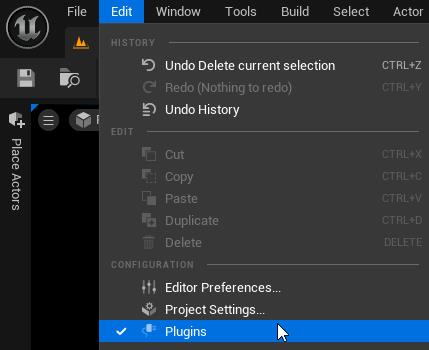 File Edit Window Tools Build Select Actor
HISTORY
Undo Delete current selection CTRL+Z
Redo (Nothing to redo) CTRL+Y
Undo History
EDIT
Cut CTRL+X
Copy CTRL+C
Paste CTRL+V
Duplicate CTRL+D
Delete DELETE
CONFIGURATION
Editor Preferences...
Project Settings...
Plugins
Place Actors